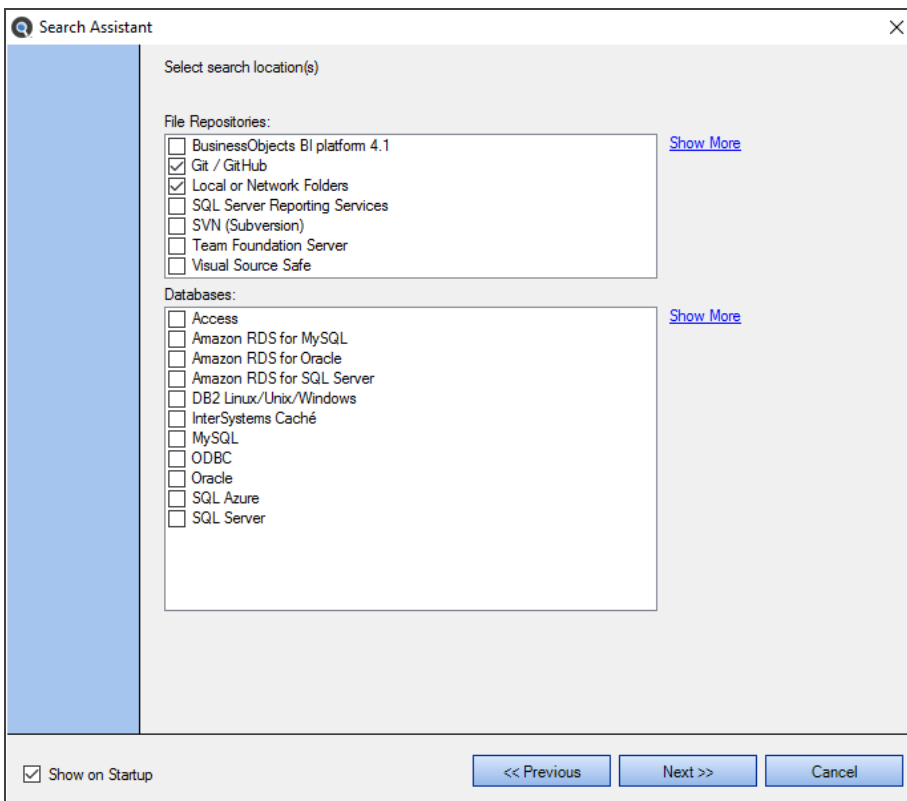 Search Assistant
Select search location(s)
File Repositories:
Show More
BusinessObjects BI platform 4.1
Git / GitHub
Local or Network Folders
SQL Server Reporting Services
SVN (Subversion)
Team Foundation Server
Visual Source Safe
Databases:
Show More
Access
Amazon RDS for MySQL
Amazon RDS for Oracle
Amazon RDS for SQL Server
DB2 Linux/Unix/Windows
InterSystems Caché
MySQL
ODBC
Oracle
SQL Azure
SQL Server
Show on Startup
<< Previous
Next >>
Cancel